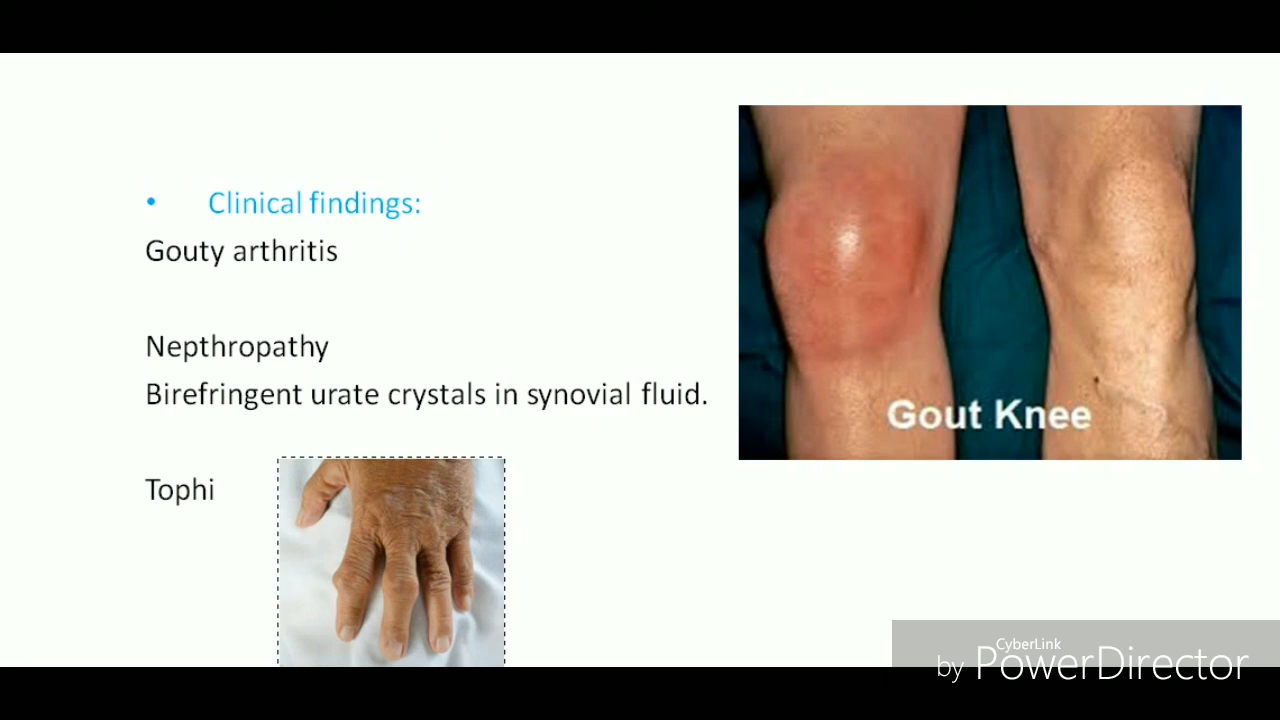 • Clinical findings:
Gouty arthritis
Nepthropathy
Birefringent urate crystals in synovial fluid.
Tophi
Gout Knee
CyberLink
by PowerDirector